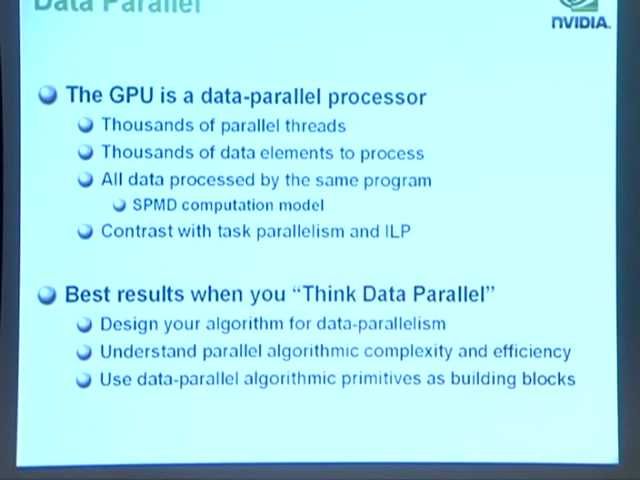 Data Parallel
NVIDIA.
The GPU is a data-parallel processor
Thousands of parallel threads
Thousands of data elements to process
All data processed by the same program
SPMD computation model
Contrast with task parallelism and ILP
Best results when you “Think Data Parallel”
Design your algorithm for data-parallelism
Understand parallel algorithmic complexity and efficiency
Use data-parallel algorithmic primitives as building blocks